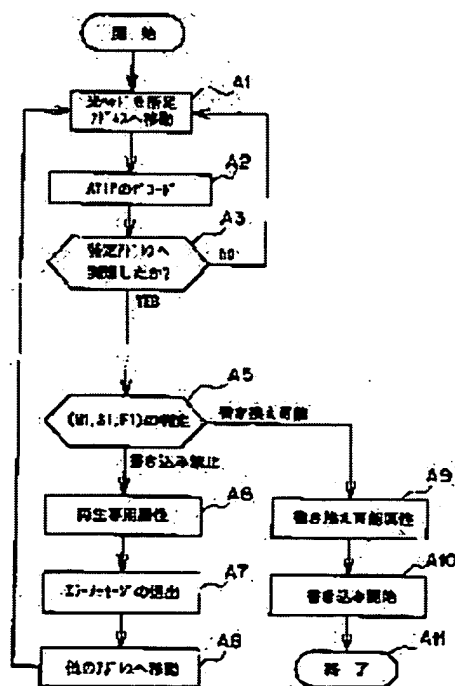 開 始
A1
光ヘッドを所定
アドレスへ移動
A2
ATIPのデコード
A3
指定アドレスへ
到達したか?
NO
YES
A5
(M1,S1,F1)の判定
書き換え可能
書き込み禁止
A6
再生専用属性
A9
書き換え可能属性
A7
エラーメッセージの送出
A10
書き込み開始
A8
他のアドレスへ移動
A11
終 了